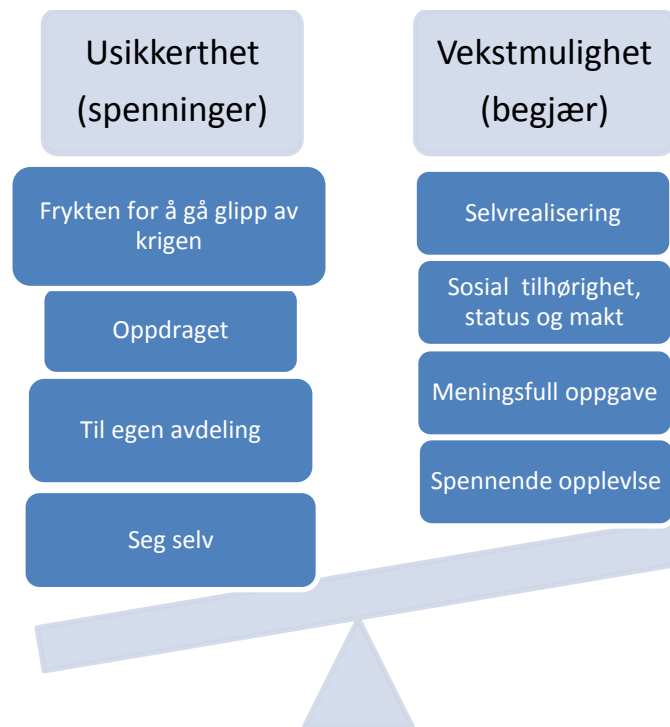 Usikkerthet
(spenninger)
Frykten for å gå glipp av
krigen
Oppdraget
Til egen avdeling
Seg selv
Vekstmulighet
(begjær)
Selvrealisering
Sosial tilhørighet,
status og makt
Meningsfull oppgave
Spennende opplevlse